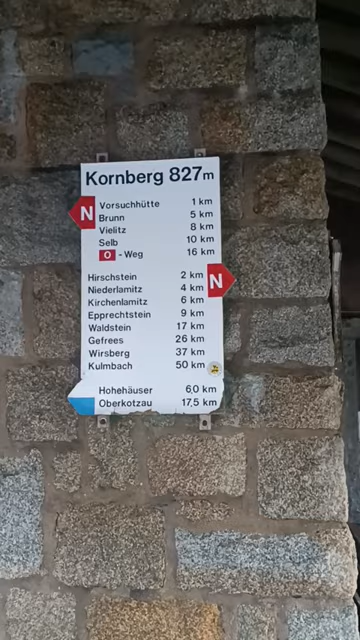 Kornberg 827m
N
Vorsuchhütte 1 km
Brunn 5 km
Vielitz 8 km
Selb 10 km
O - Weg 16 km
Hirschstein 2 km
N
Niederlamitz 4 km
Kirchenlamitz 6 km
Epprechtstein 9 km
Waldstein 17 km
Gefrees 26 km
Wirsberg 37 km
Kulmbach 50 km
Hohehäuser 6,0 km
Oberkotzau 17,5 km